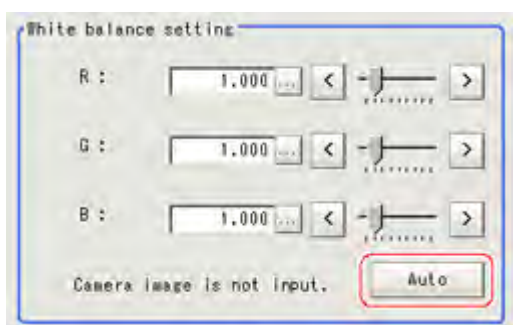 White balance setting
R : 1.000 ... < >
G : 1.000 ... < >
B : 1.000 ... < >
Camera image is not input. Auto